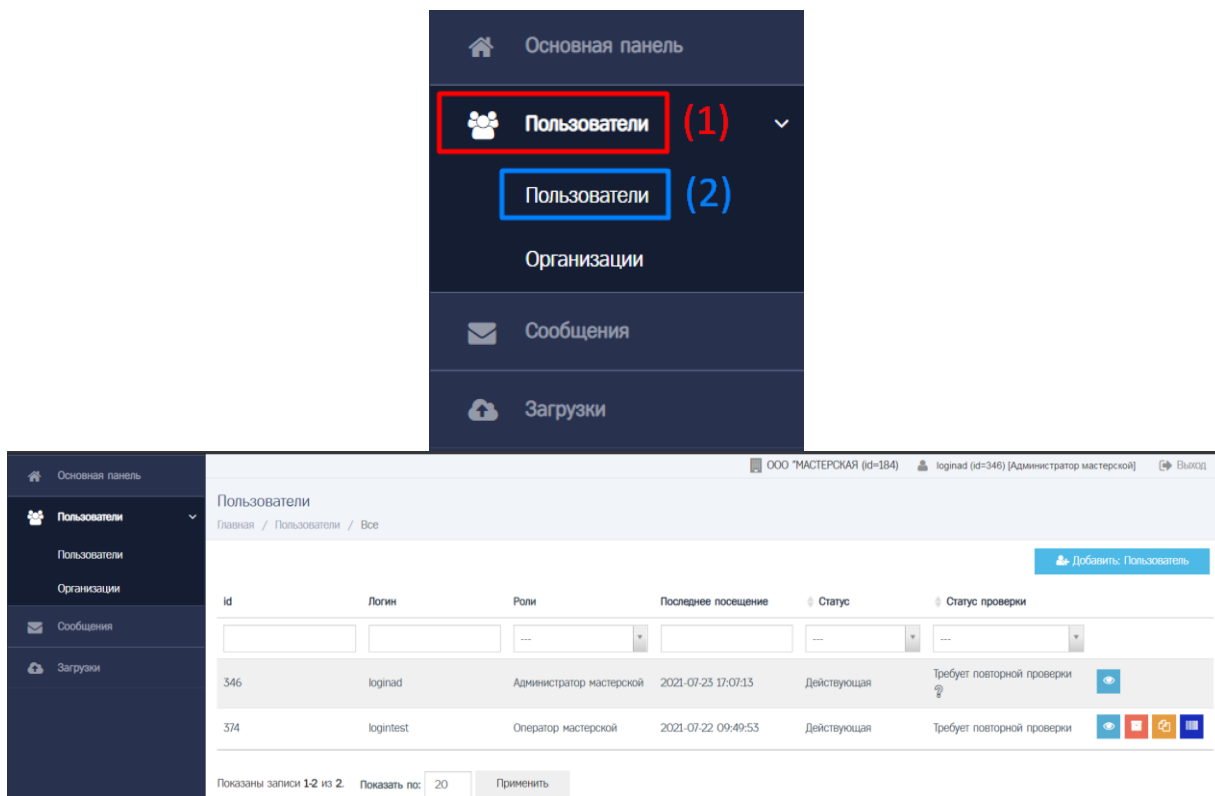 Основная панель
Пользователи (1)
Пользователи (2)
Организации
Сообщения
Загрузки
Основная панель
Пользователи
Пользователи
Организации
Сообщения
Загрузки
ООО "МАСТЕРСКАЯ (id=184) loginad (id=346) [Администратор мастерской] Выход
Пользователи
Главная / Пользователи / Все
Добавить: Пользователь
id Логин Роли Последнее посещение Статус Статус проверки
--- --- ---
346 loginad Администратор мастерской 2021-07-23 17:07:13 Действующая Требует повторной проверки
?
374 logintest Оператор мастерской 2021-07-22 09:49:53 Действующая Требует повторной проверки
Показаны записи 1-2 из 2. Показать по: 20 Применить